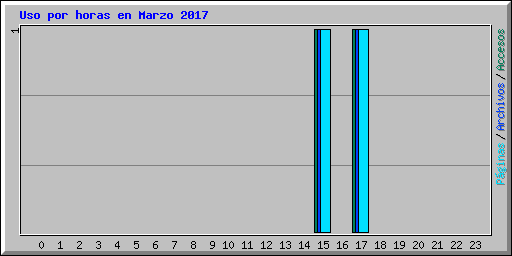 Uso por horas en Marzo 2017
1
Páginas/Archivos/Accesos
0 1 2 3 4 5 6 7 8 9 10 11 12 13 14 15 16 17 18 19 20 21 22 23